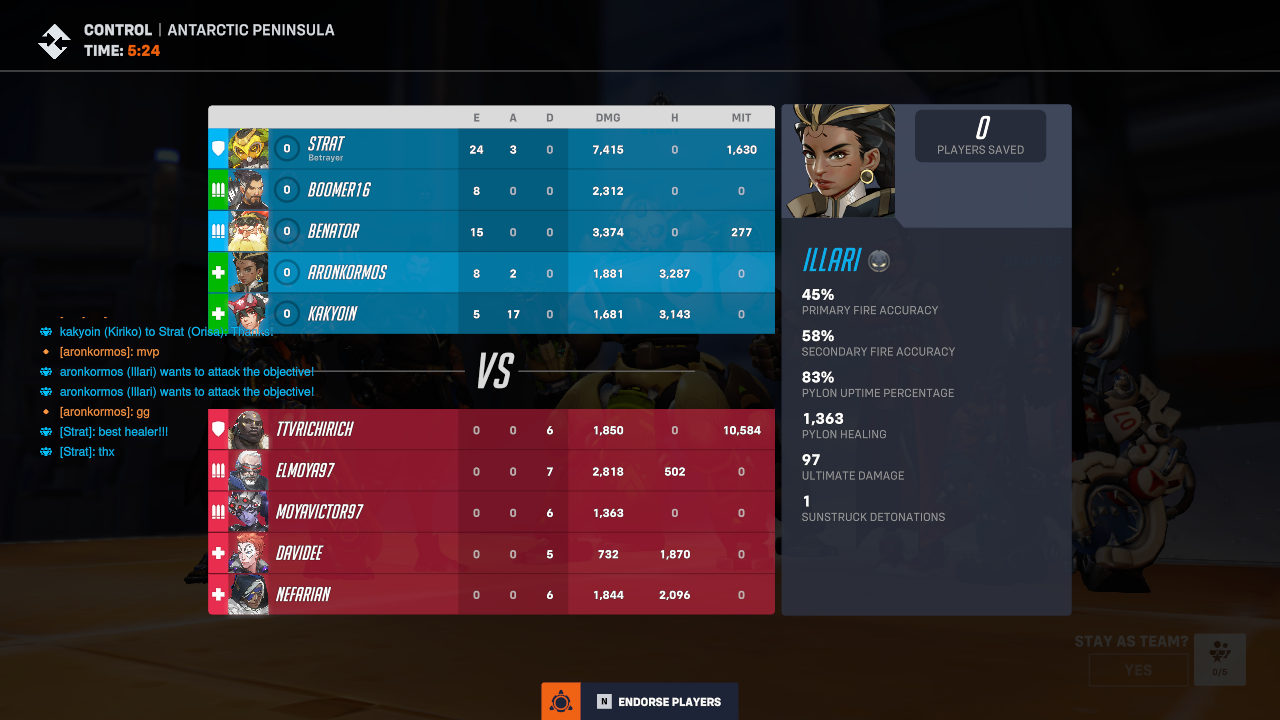 CONTROL | ANTARCTIC PENINSULA
TIME: 5:24
E A D DMG H MIT
0 STRAT 24 3 0 7,415 0 1,630
Betrayer
0 BOOMER16 8 0 0 2,312 0 0
0 BENATOR 15 0 0 3,374 0 277
0 ARONKORMOS 8 2 0 1,881 3,287 0
0 KAKYOIN 5 17 0 1,681 3,143 0
kakyoin (Kiriko) to Strat (Orisa): Thanks!
[aronkormos]: mvp
aronkormos (Illari) wants to attack the objective!
aronkormos (Illari) wants to attack the objective!
[aronkormos]: gg
[Strat]: best healer!!!
[Strat]: thx
VS
TTVRICHIRICH 0 0 6 1,850 0 10,584
ELMOYA97 0 0 7 2,818 502 0
MOYAVICTOR97 0 0 6 1,363 0 0
DAVIDEE 0 0 5 732 1,870 0
NEFARIAN 0 0 6 1,844 2,096 0
0
PLAYERS SAVED
ILLARI
45%
PRIMARY FIRE ACCURACY
58%
SECONDARY FIRE ACCURACY
83%
PYLON UPTIME PERCENTAGE
1,363
PYLON HEALING
97
ULTIMATE DAMAGE
1
SUNSTRUCK DETONATIONS
STAY AS TEAM?
YES
0/5
N ENDORSE PLAYERS